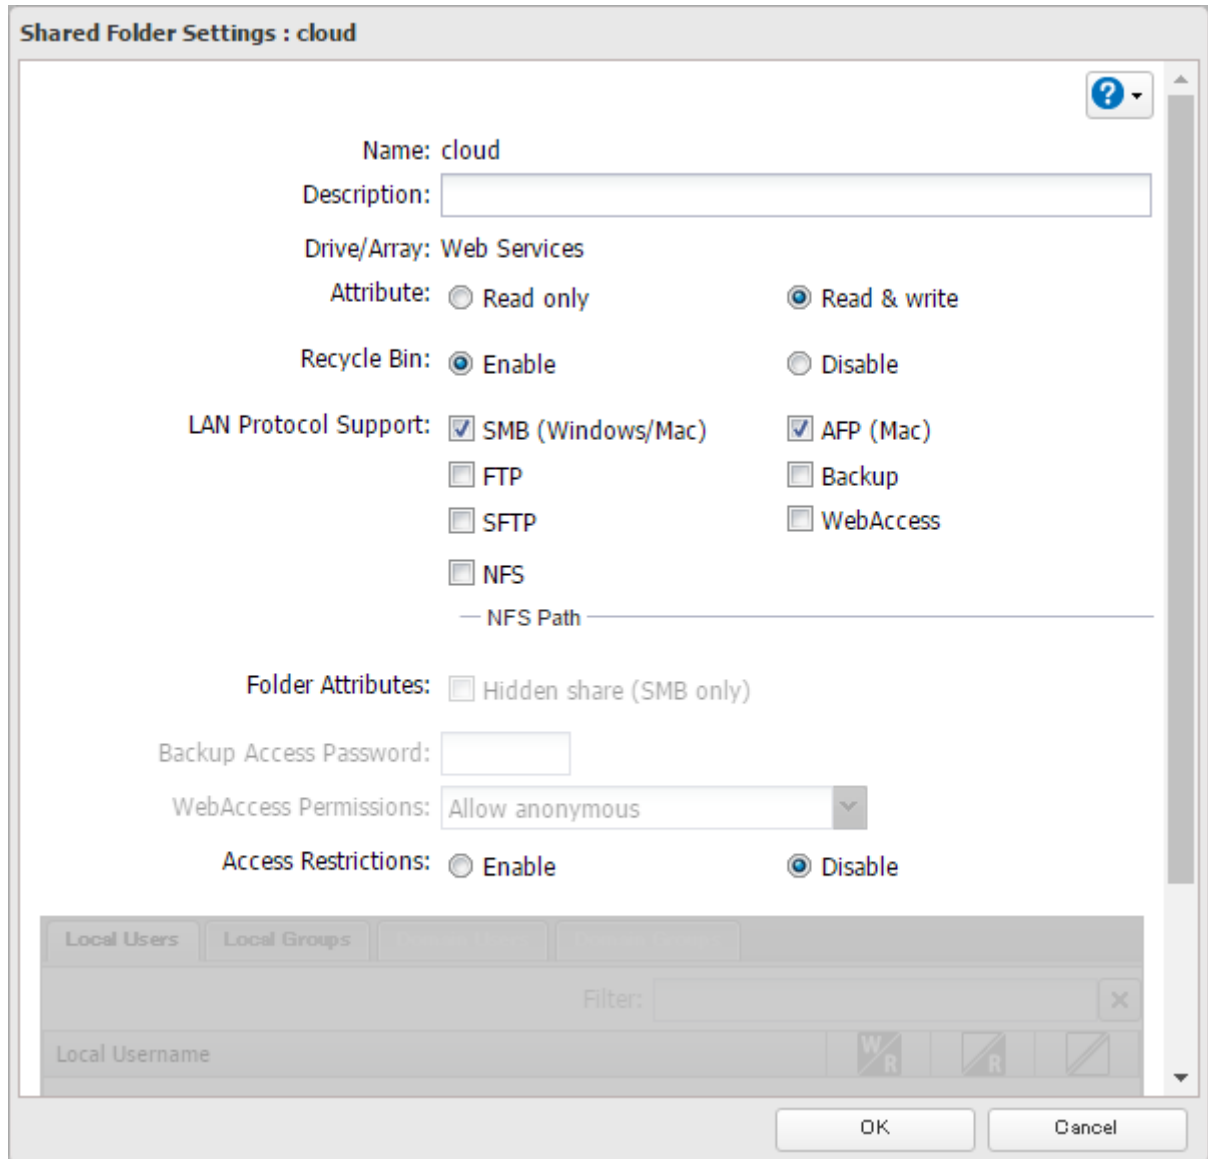 Shared Folder Settings : cloud
?
Name: cloud
Description:
Drive/Array: Web Services
Attribute: Read only Read & write
Recycle Bin: Enable Disable
LAN Protocol Support: SMB (Windows/Mac) AFP (Mac)
FTP Backup
SFTP WebAccess
NFS
NFS Path
Folder Attributes: Hidden share (SMB only)
Backup Access Password:
WebAccess Permissions: Allow anonymous
Access Restrictions: Enable Disable
Local Users Local Groups
Filter:
Local Username W/R R
OK Cancel